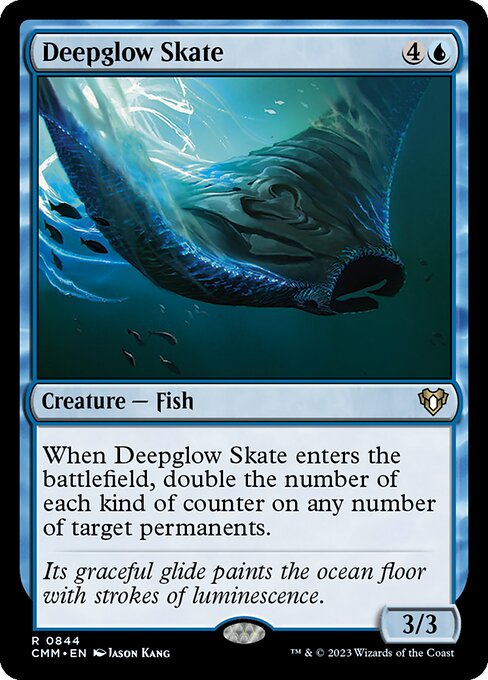 Deepglow Skate 4
Creature — Fish
When Deepglow Skate enters the
battlefield, double the number of
each kind of counter on any number
of target permanents.
Its graceful glide paints the ocean floor
with strokes of luminescence.
3/3
R 0844
CMM • EN Jason Kang
™ & © 2023 Wizards of the Coast